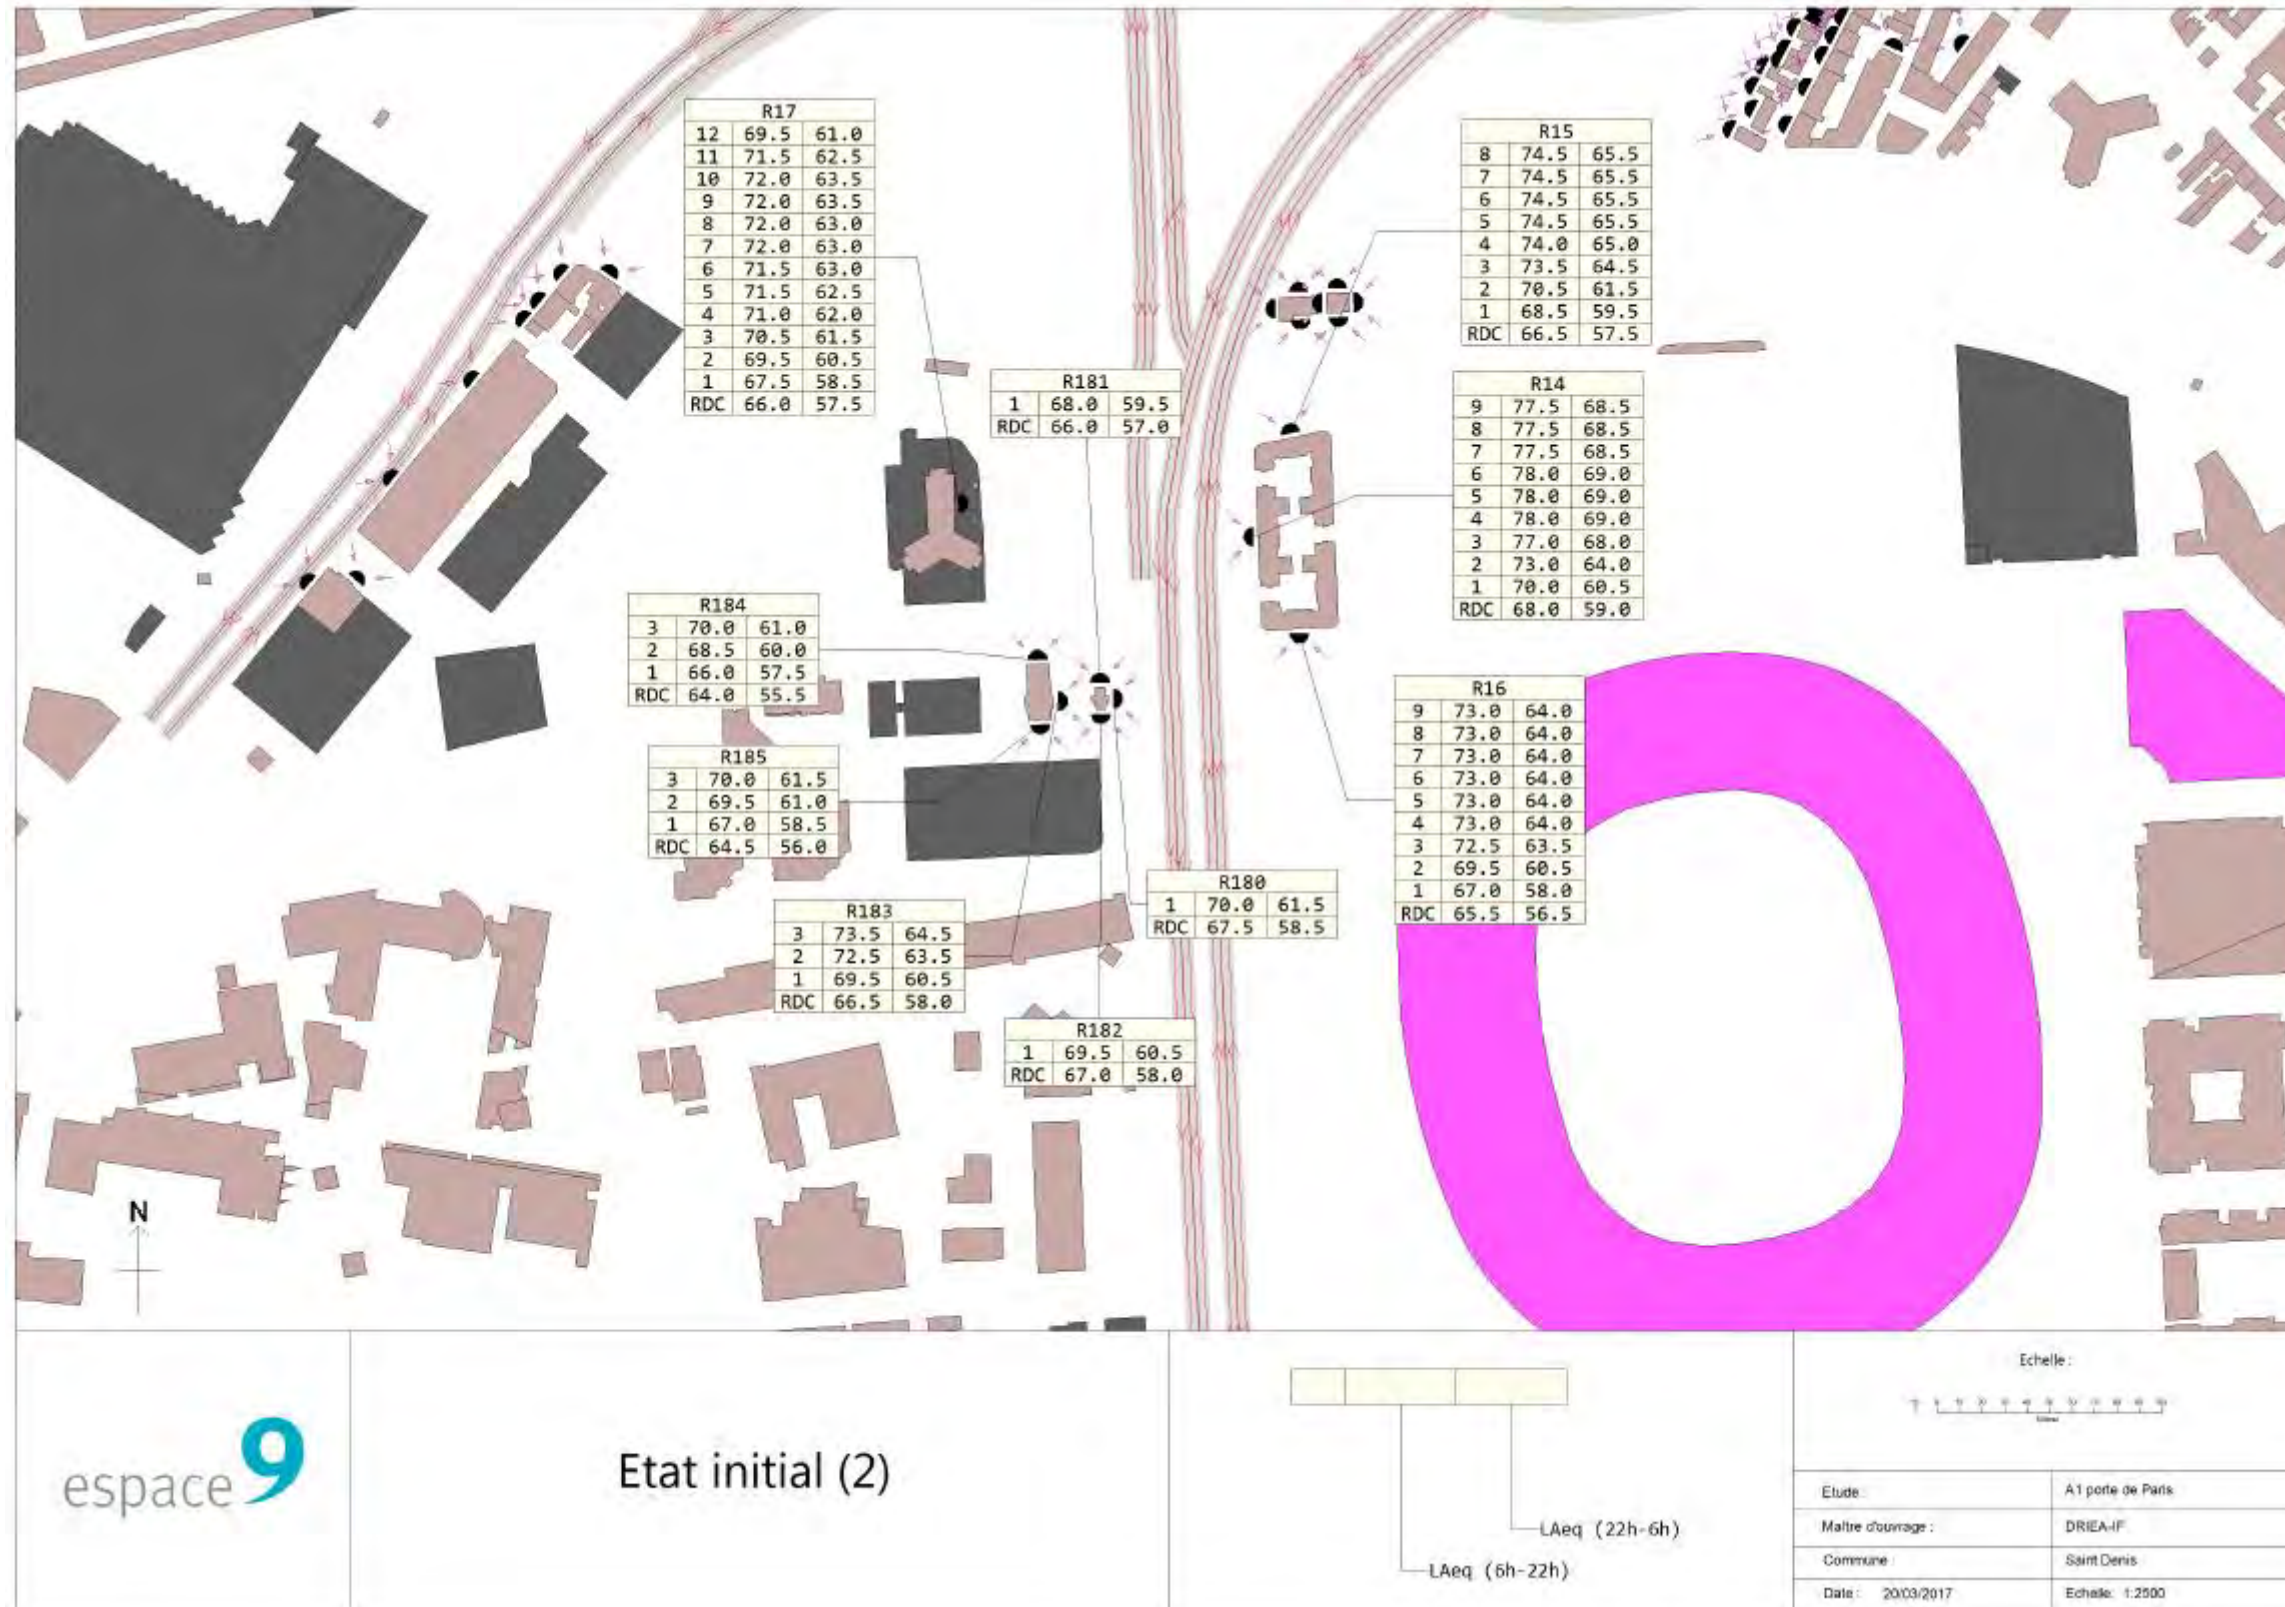 R17
12 69.5 61.0
11 71.5 62.5
10 72.0 63.5
9 72.0 63.5
8 72.0 63.0
7 72.0 63.0
6 71.5 63.0
5 71.5 62.5
4 71.0 62.0
3 70.5 61.5
2 69.5 60.5
1 67.5 58.5
RDC 66.0 57.5
R15
8 74.5 65.5
7 74.5 65.5
6 74.5 65.5
5 74.5 65.5
4 74.0 65.0
3 73.5 64.5
2 70.5 61.5
1 68.5 59.5
RDC 66.5 57.5
R181
1 68.0 59.5
RDC 66.0 57.0
R14
9 77.5 68.5
8 77.5 68.5
7 77.5 68.5
6 78.0 69.0
5 78.0 69.0
4 78.0 69.0
3 77.0 68.0
2 73.0 64.0
1 70.0 60.5
RDC 68.0 59.0
R184
3 70.0 61.0
2 68.5 60.0
1 66.0 57.5
RDC 64.0 55.5
R16
9 73.0 64.0
8 73.0 64.0
7 73.0 64.0
6 73.0 64.0
5 73.0 64.0
4 73.0 64.0
3 72.5 63.5
2 69.5 60.5
1 67.0 58.0
RDC 65.5 56.5
R185
3 70.0 61.5
2 69.5 61.0
1 67.0 58.5
RDC 64.5 56.0
R180
1 70.0 61.5
RDC 67.5 58.5
R183
3 73.5 64.5
2 72.5 63.5
1 69.5 60.5
RDC 66.5 58.0
R182
1 69.5 60.5
RDC 67.0 58.0
N
espace 9
Etat initial (2)
LAeq (22h-6h)
LAeq (6h-22h)
Echelle :
Etude : A1 porte de Paris
Maître d'ouvrage : DRIEA-IF
Commune Saint Denis
Date : 20/03/2017 Echelle: 1:2500